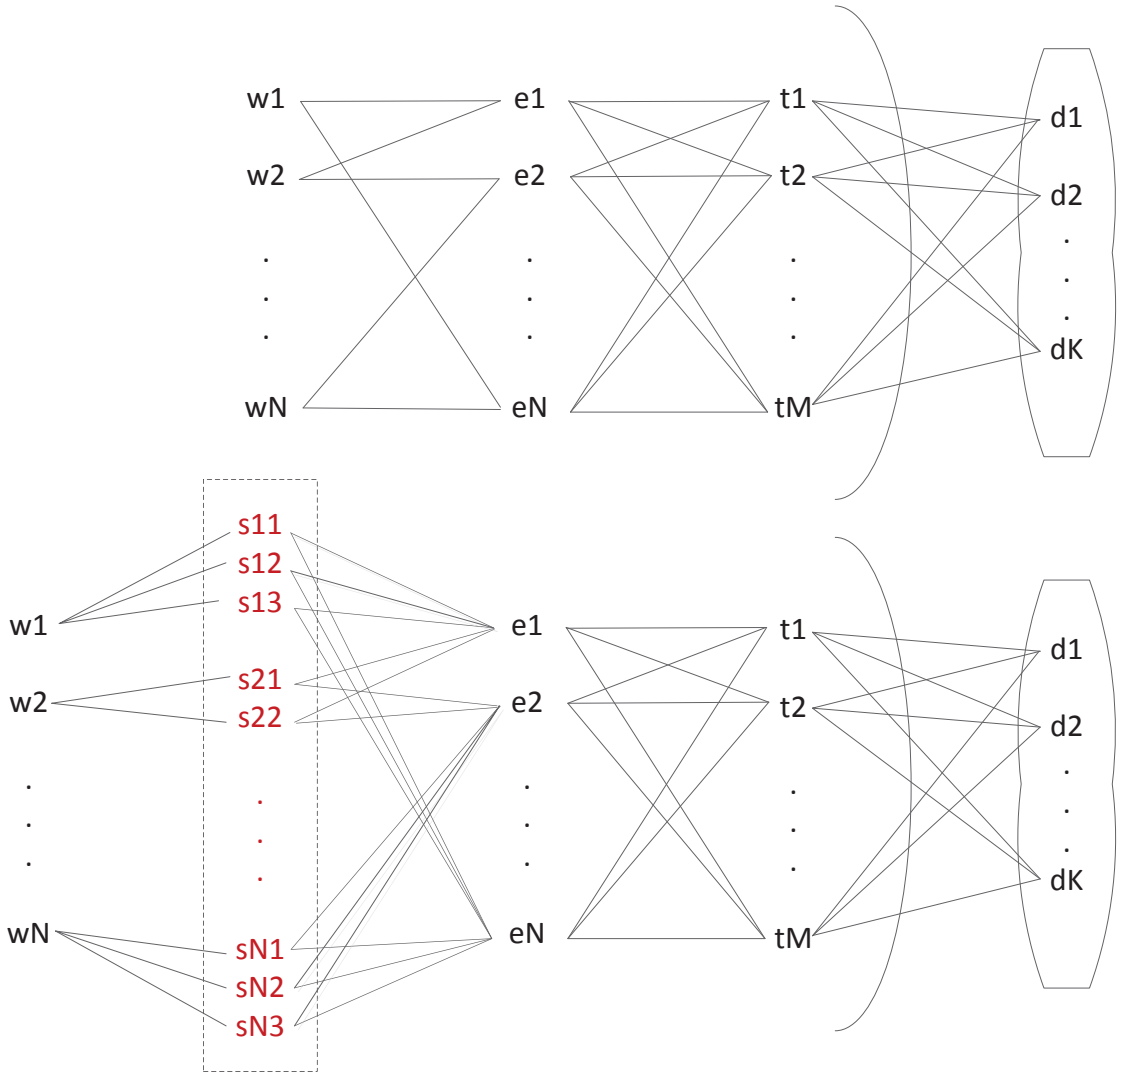 w1 e1 t1 d1
w2 e2 t2 d2
. . . .
. . . .
. . . .
wN eN tM dK
s11
s12
s13
w1 e1 t1 d1
s21
w2 s22 e2 t2 d2
. . . . .
. . . . .
. . . . .
wN sN1 eN tM dK
sN2
sN3